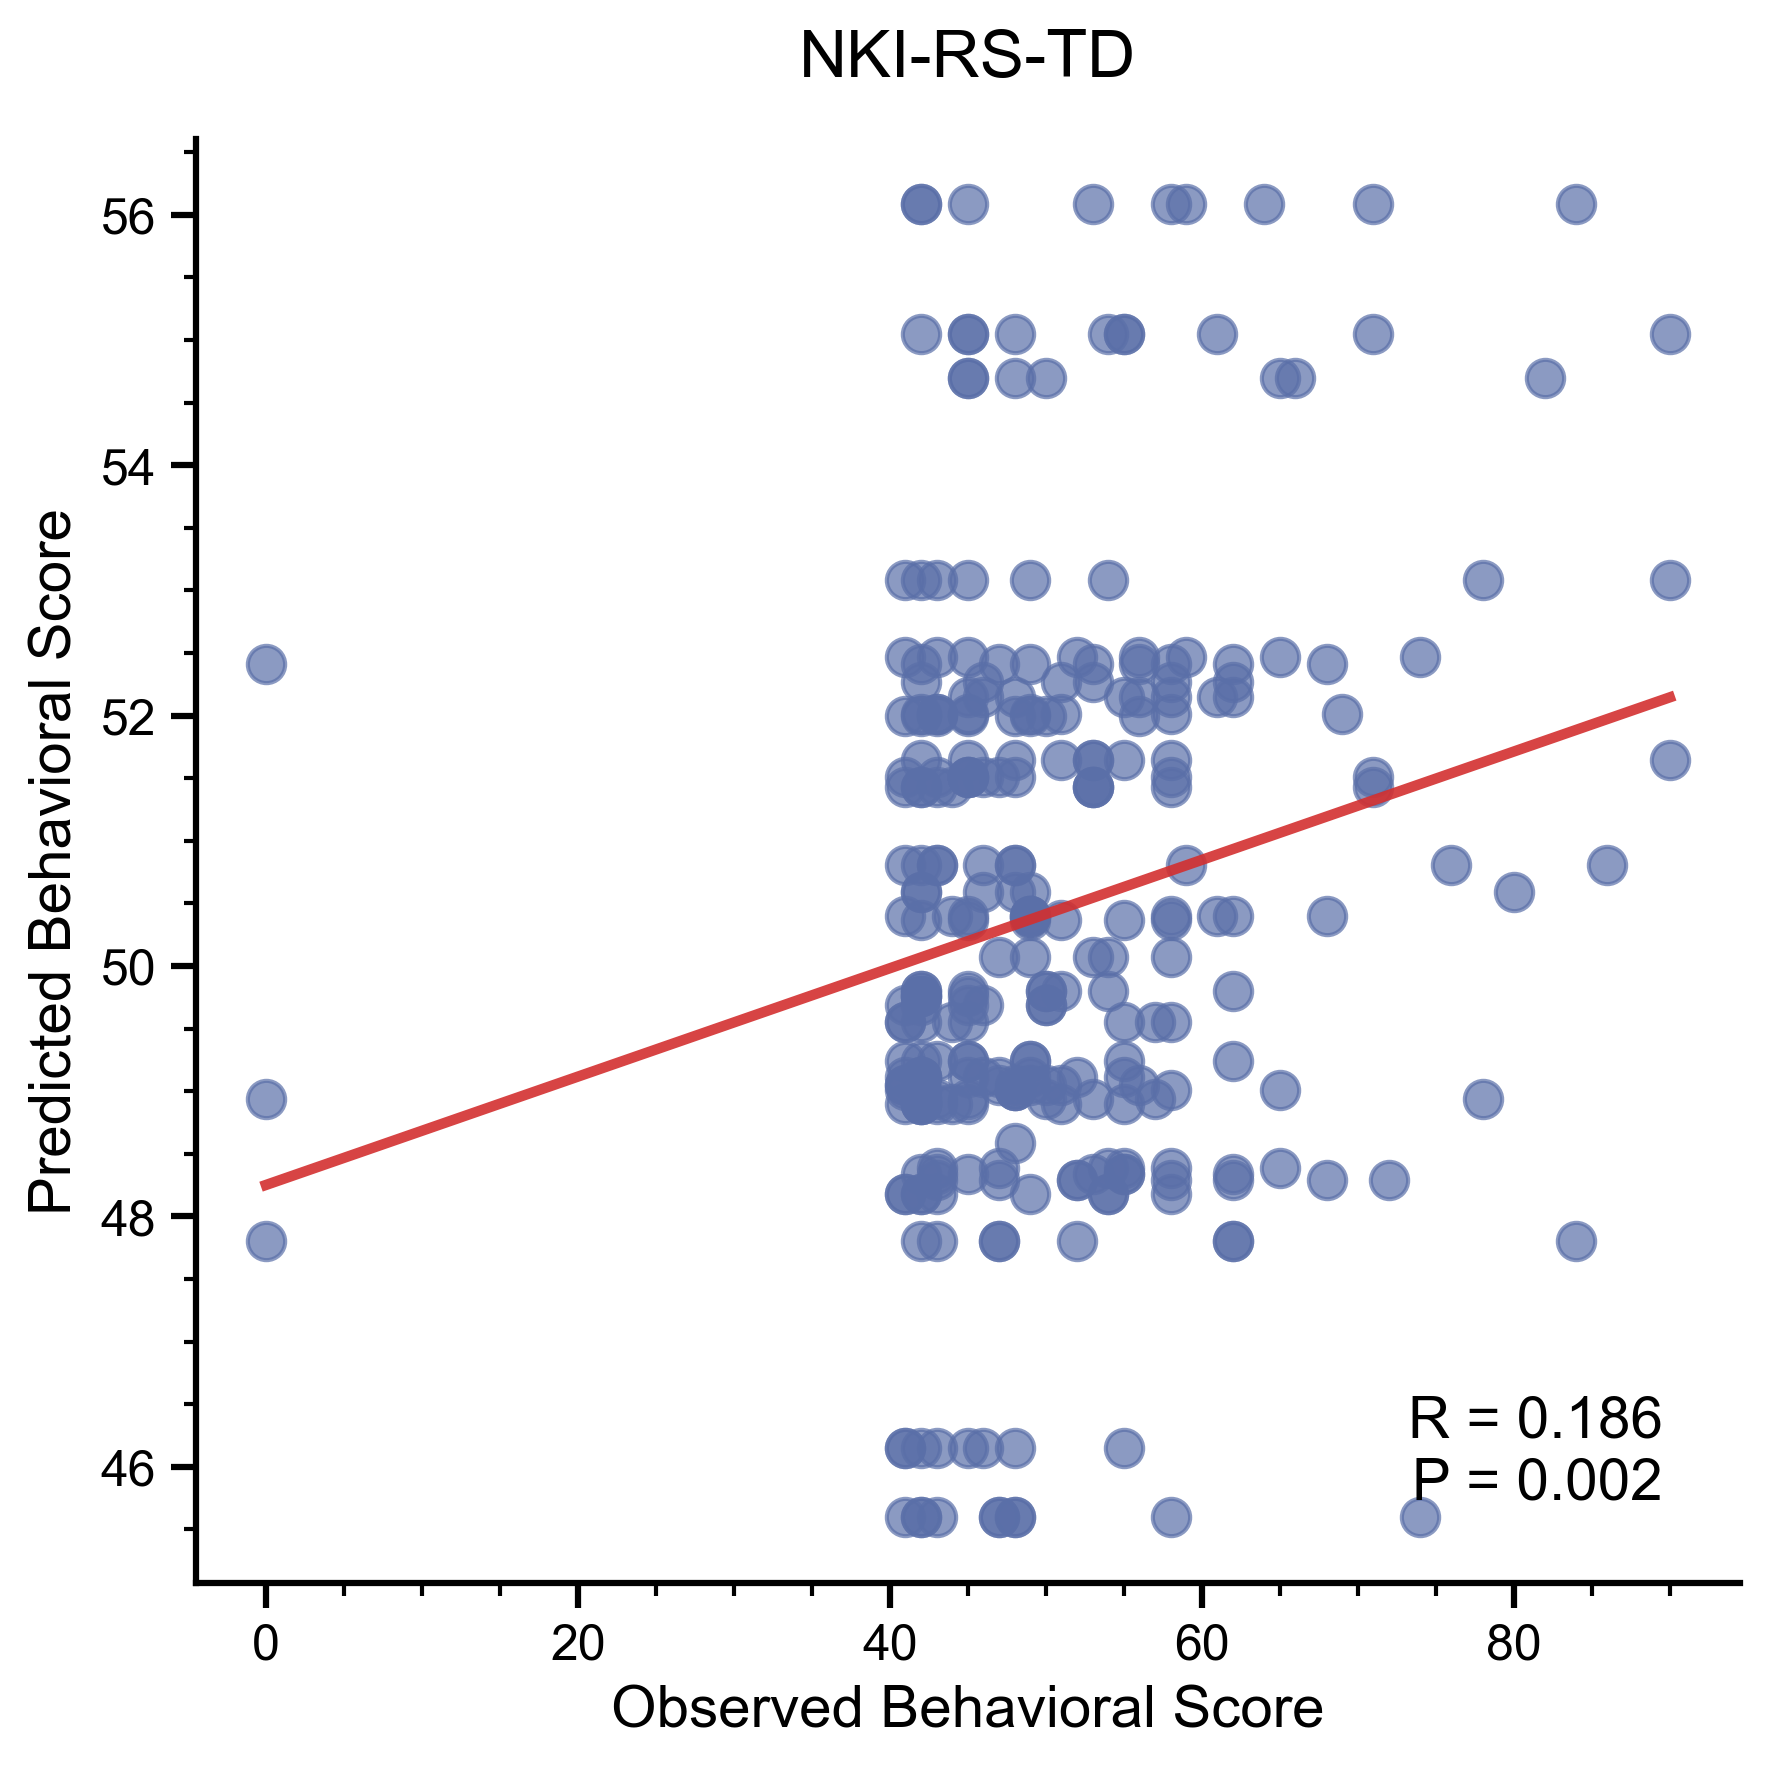 NKI-RS-TD
56
54
52
50
48
46
Predicted Behavioral Score
R = 0.186
P = 0.002
0 20 40 60 80
Observed Behavioral Score